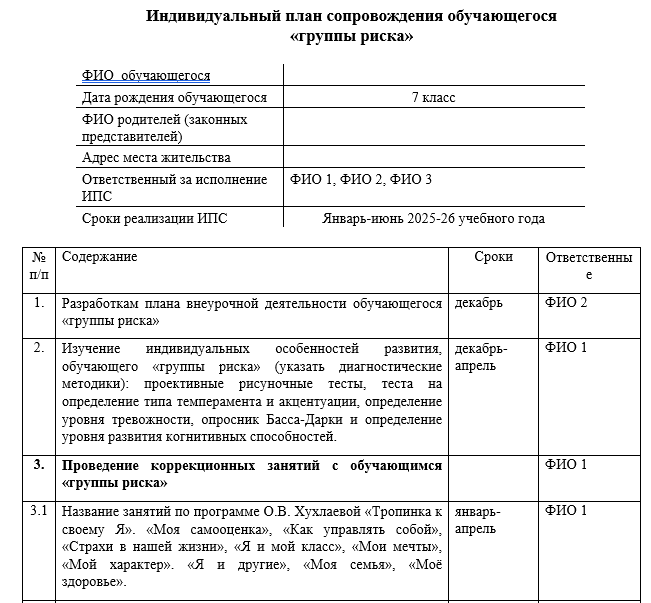 Индивидуальный план сопровождения обучающегося
«группы риска»
ФИО обучающегося
Дата рождения обучающегося 7 класс
ФИО родителей (законных
представителей)
Адрес места жительства
Ответственный за исполнение ФИО 1, ФИО 2, ФИО 3
ИПС
Сроки реализации ИПС Январь-июнь 2025-26 учебного года
№ Содержание Сроки Ответственны
п/п е
1. Разработкам плана внеурочной деятельности обучающегося декабрь ФИО 2
«группы риска»
2. Изучение индивидуальных особенностей развития, декабрь- ФИО 1
обучающего «группы риска» (указать диагностические апрель
методики): проективные рисуночные тесты, теста на
определение типа темперамента и акцентуации, определение
уровня тревожности, опросник Басса-Дарки и определение
уровня развития когнитивных способностей.
3. Проведение коррекционных занятий с обучающимся ФИО 1
«группы риска»
3.1 Название занятий по программе О.В. Хухлаевой «Тропинка к январь- ФИО 1
своему Я». «Моя самооценка», «Как управлять собой», апрель
«Страхи в нашей жизни», «Я и мой класс», «Мои мечты»,
«Мой характер». «Я и другие», «Моя семья», «Моё
здоровье».